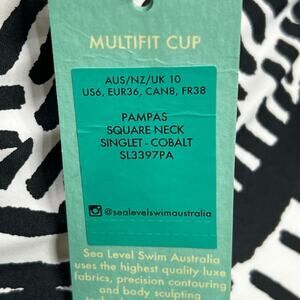 MULTIFIT CUP
AUS/NZ/UK 10
US6, EUR36, CAN8, FR38
PAMPAS
SQUARE NECK
SINGLET - COBALT
SL3397PA
@sealevelswimaustralia
Sea Level Swim Australia
uses the highest quality luxe
fabrics, precision contouring
and body sculpting